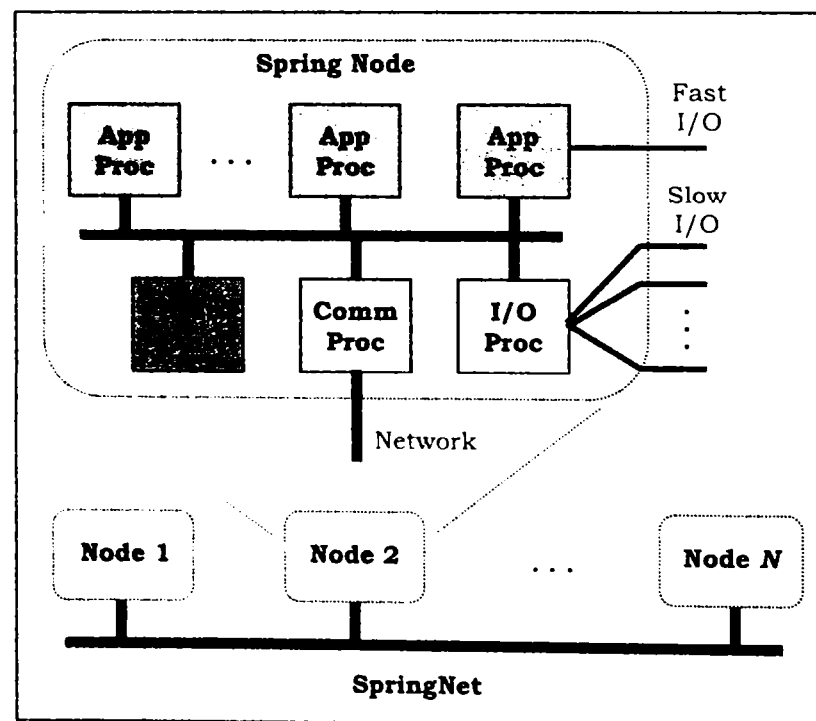 Spring Node
App
Proc
. . .
App
Proc
App
Proc
Fast
I/O
Slow
I/O
Comm
Proc
I/O
Proc
Network
Node 1
Node 2
. . .
Node N
SpringNet